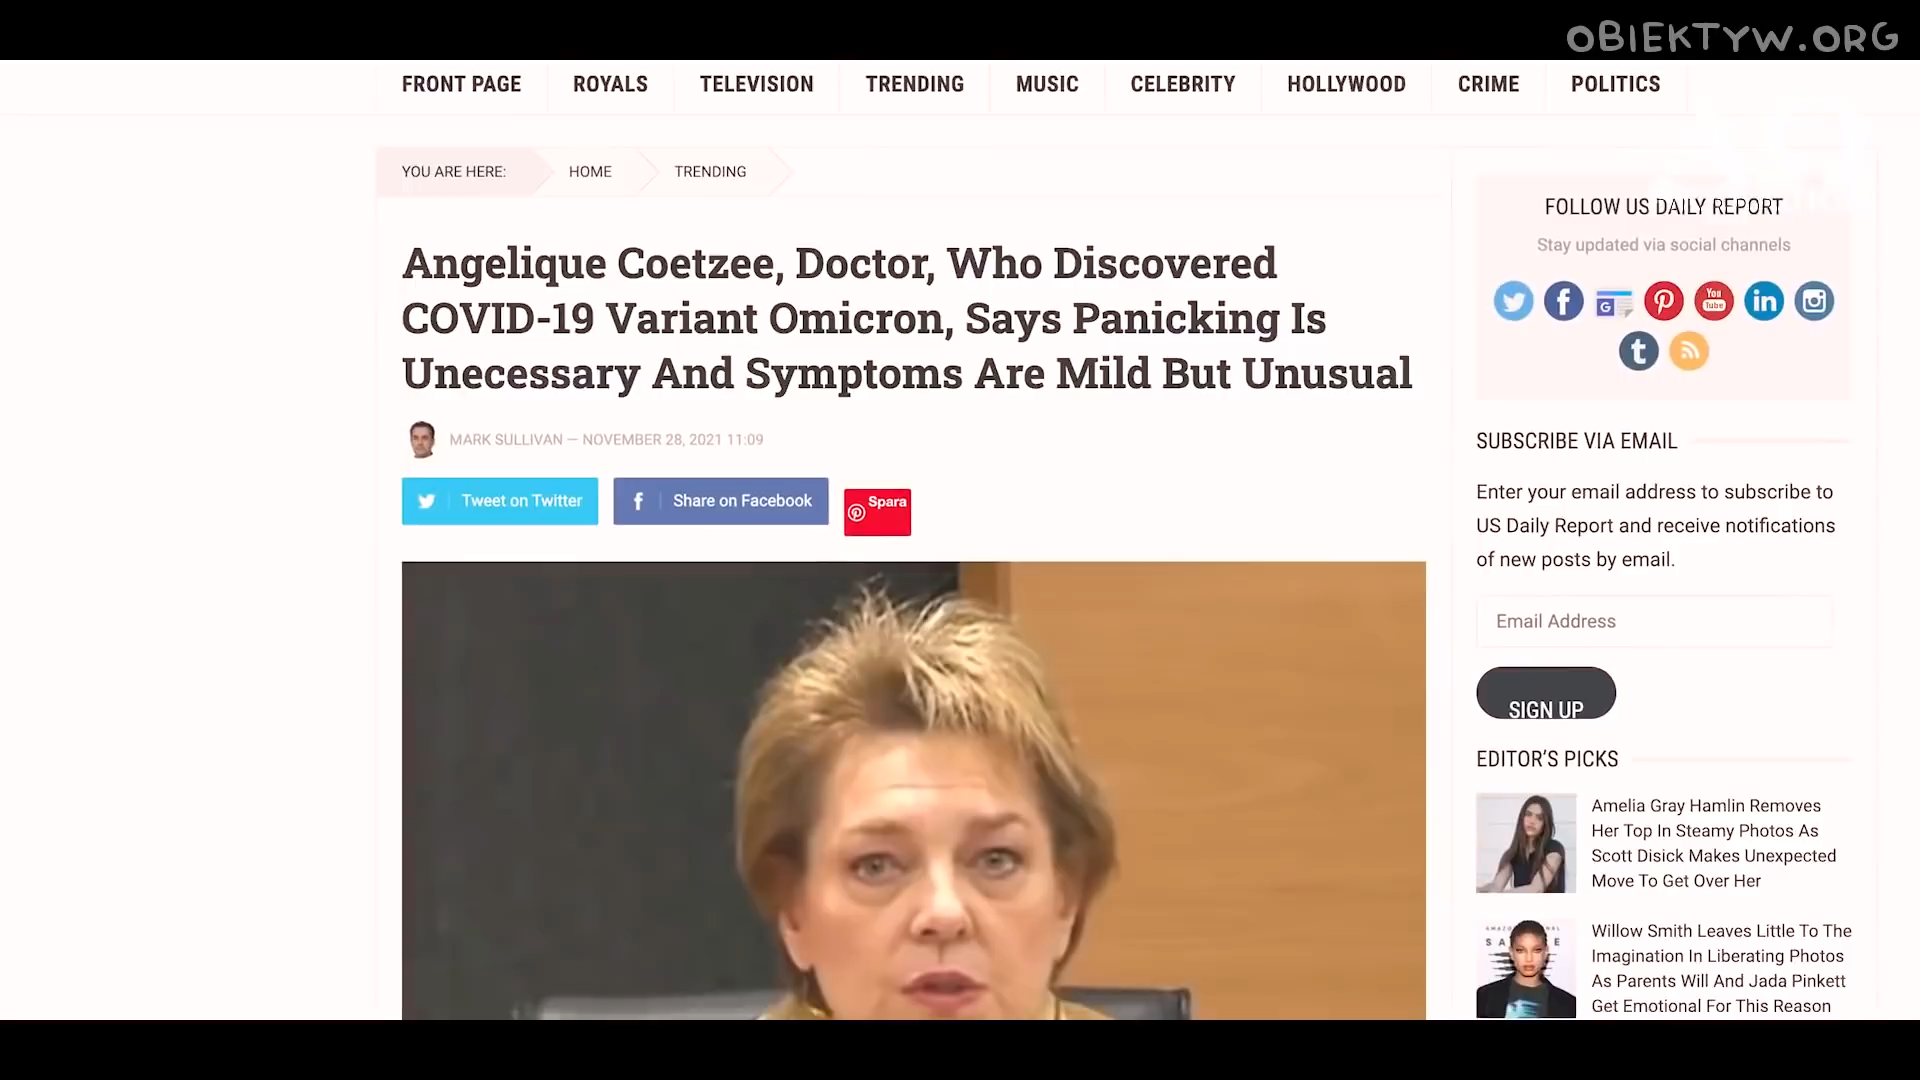 OBIEKTYW.ORG
FRONT PAGE ROYALS TELEVISION TRENDING MUSIC CELEBRITY HOLLYWOOD CRIME POLITICS
YOU ARE HERE: HOME TRENDING
Angelique Coetzee, Doctor, Who Discovered
COVID-19 Variant Omicron, Says Panicking Is
Unecessary And Symptoms Are Mild But Unusual
MARK SULLIVAN — NOVEMBER 28, 2021 11:09
Tweet on Twitter Share on Facebook Spara
FOLLOW US DAILY REPORT
Stay updated via social channels
You Tube
SUBSCRIBE VIA EMAIL
Enter your email address to subscribe to
US Daily Report and receive notifications
of new posts by email.
Email Address
SIGN UP
EDITOR'S PICKS
Amelia Gray Hamlin Removes
Her Top In Steamy Photos As
Scott Disick Makes Unexpected
Move To Get Over Her
Willow Smith Leaves Little To The
Imagination In Liberating Photos
As Parents Will And Jada Pinkett
Get Emotional For This Reason